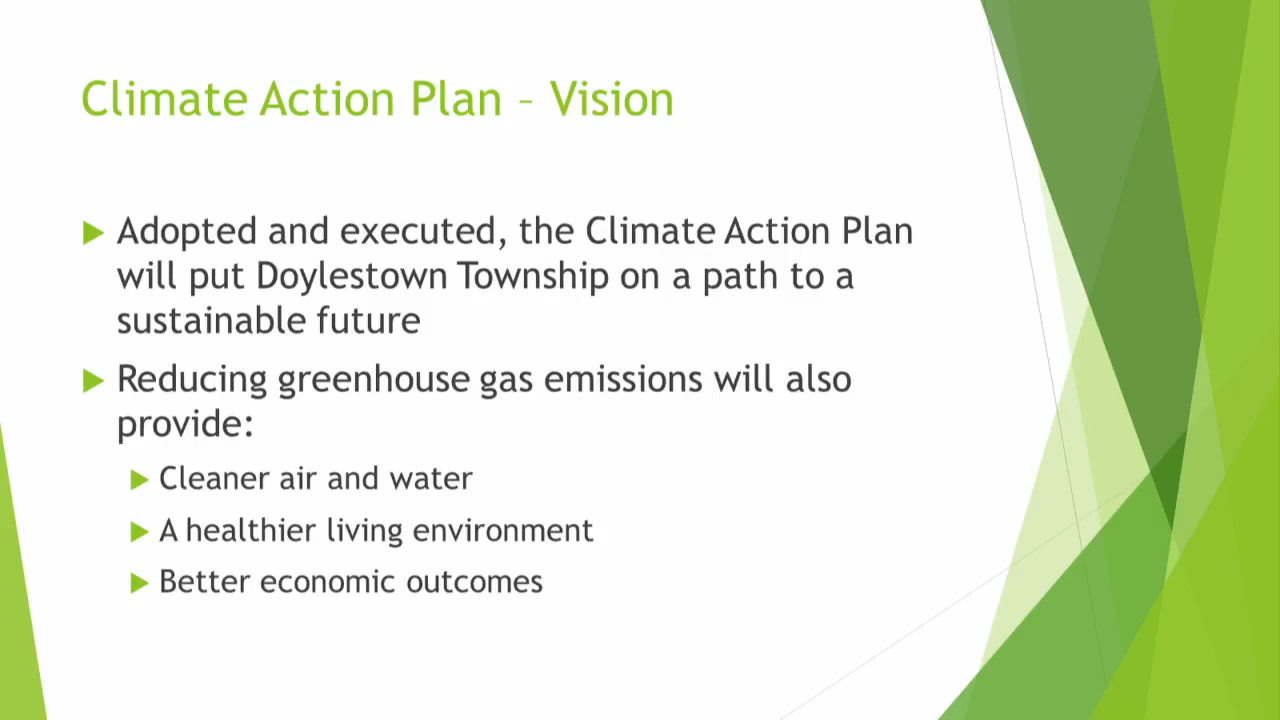 Climate Action Plan – Vision
Adopted and executed, the Climate Action Plan
will put Doylestown Township on a path to a
sustainable future
Reducing greenhouse gas emissions will also
provide:
Cleaner air and water
A healthier living environment
Better economic outcomes